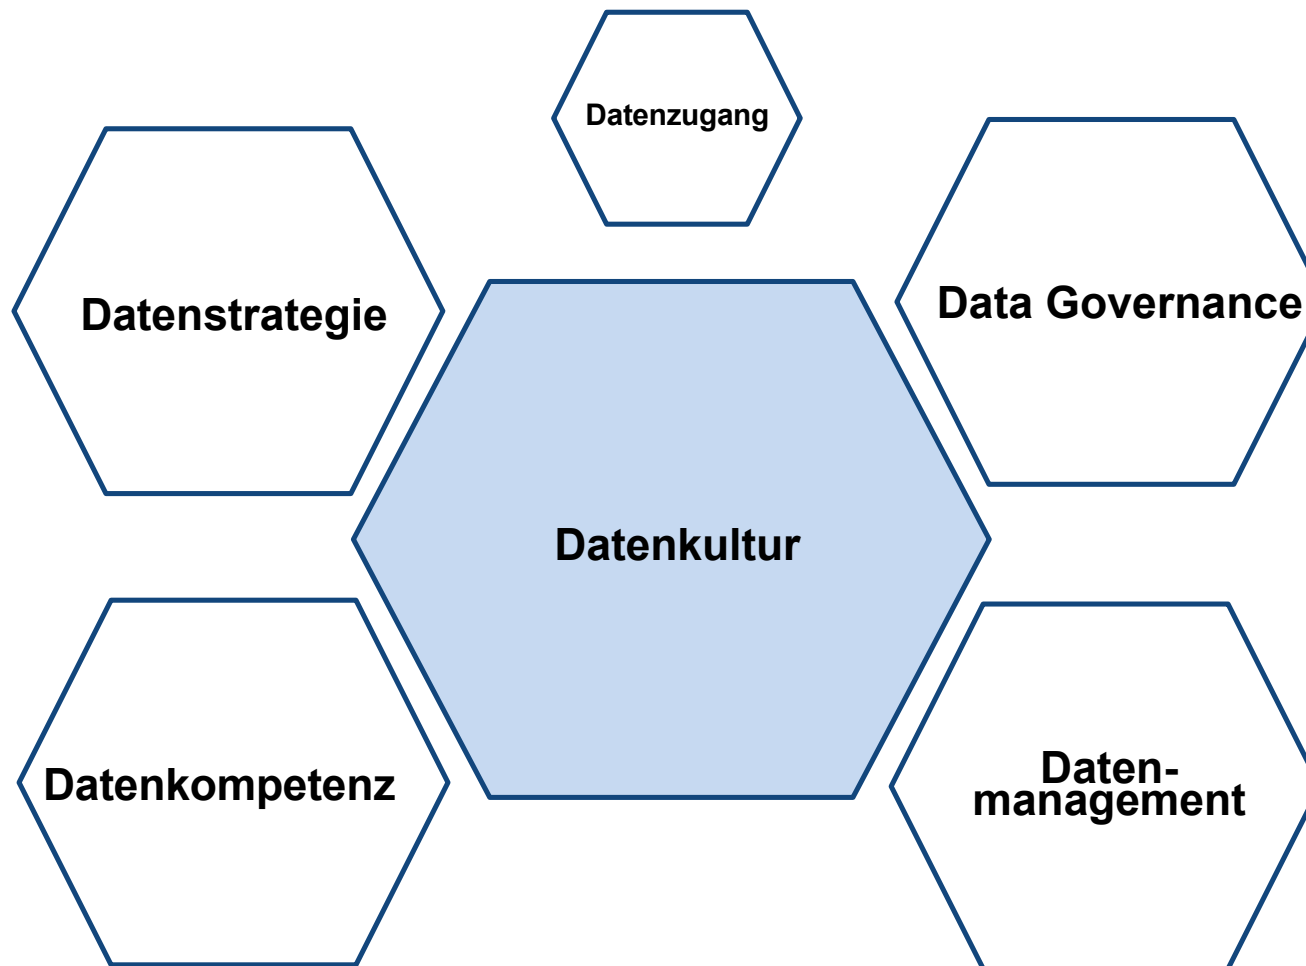 Datenzugang
Datenstrategie
Data Governance
Datenkultur
Datenkompetenz
Daten-
management